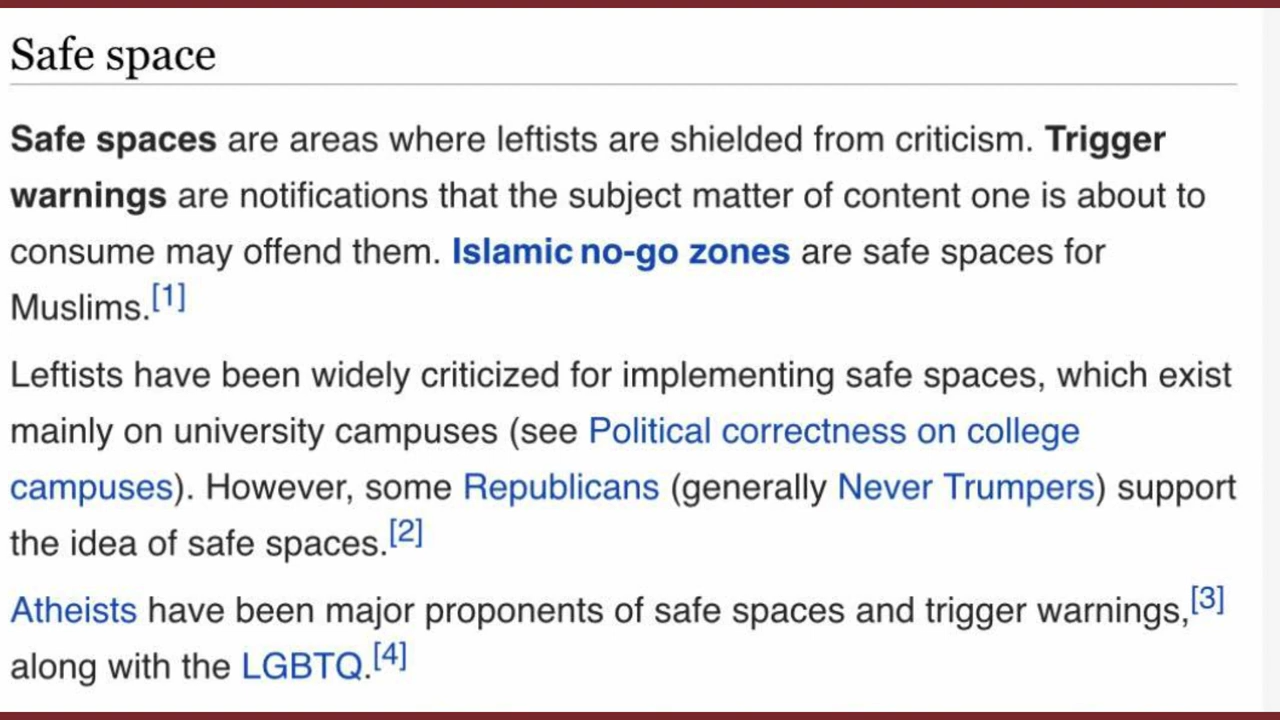 Safe space
Safe spaces are areas where leftists are shielded from criticism. Trigger
warnings are notifications that the subject matter of content one is about to
consume may offend them. Islamic no-go zones are safe spaces for
Muslims.[1]
Leftists have been widely criticized for implementing safe spaces, which exist
mainly on university campuses (see Political correctness on college
campuses). However, some Republicans (generally Never Trumpers) support
the idea of safe spaces.[2]
Atheists have been major proponents of safe spaces and trigger warnings,[3]
along with the LGBTQ.[4]